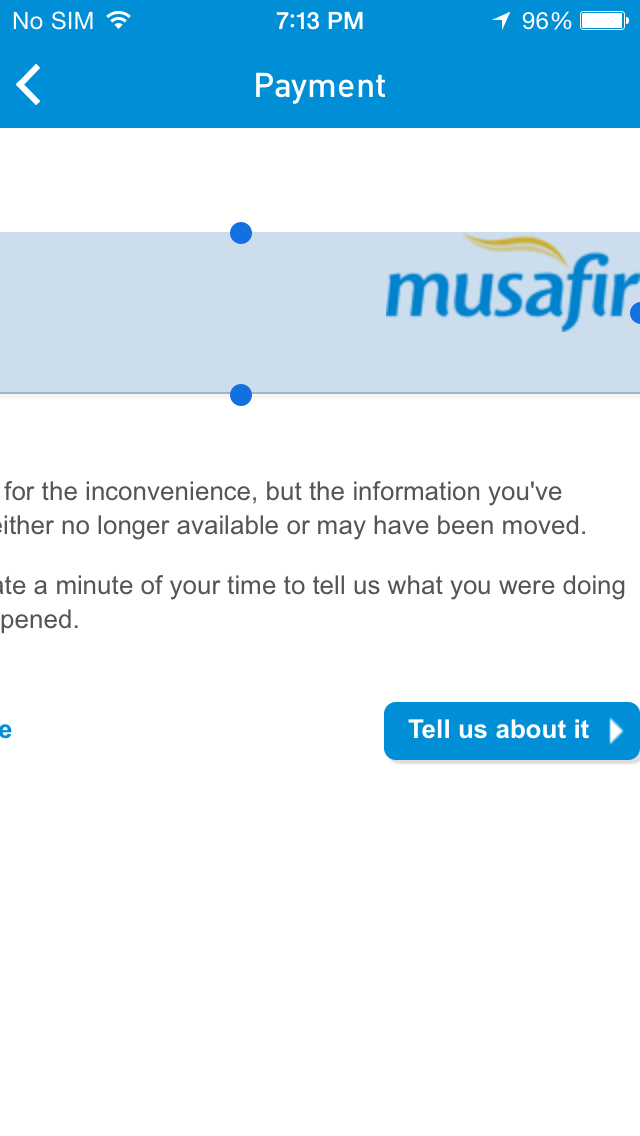 No SIM 7:13 PM 96%
Payment
musafir
for the inconvenience, but the information you've
either no longer available or may have been moved.
ate a minute of your time to tell us what you were doing
pened.
e
Tell us about it